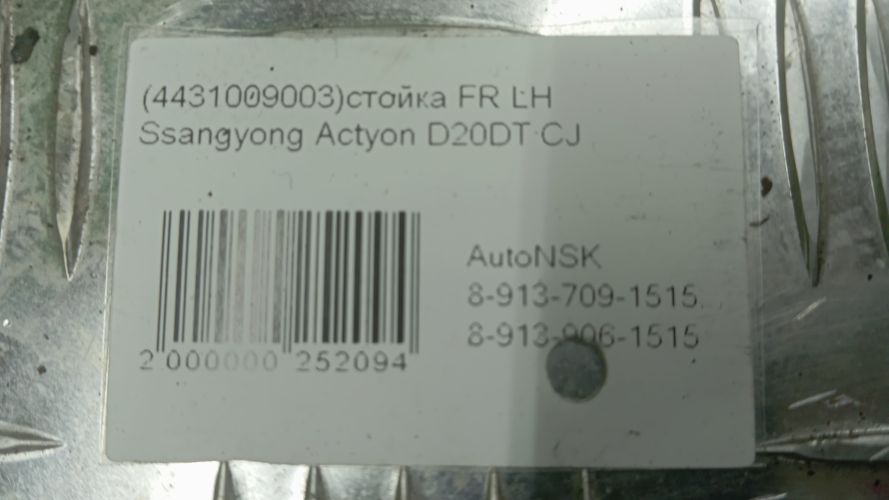 (4431009003)стойка FR LH
Ssangyong Actyon D20DT CJ
AutoNSK
8-913-709-1515
8-913-906-1515
2 000000 252094